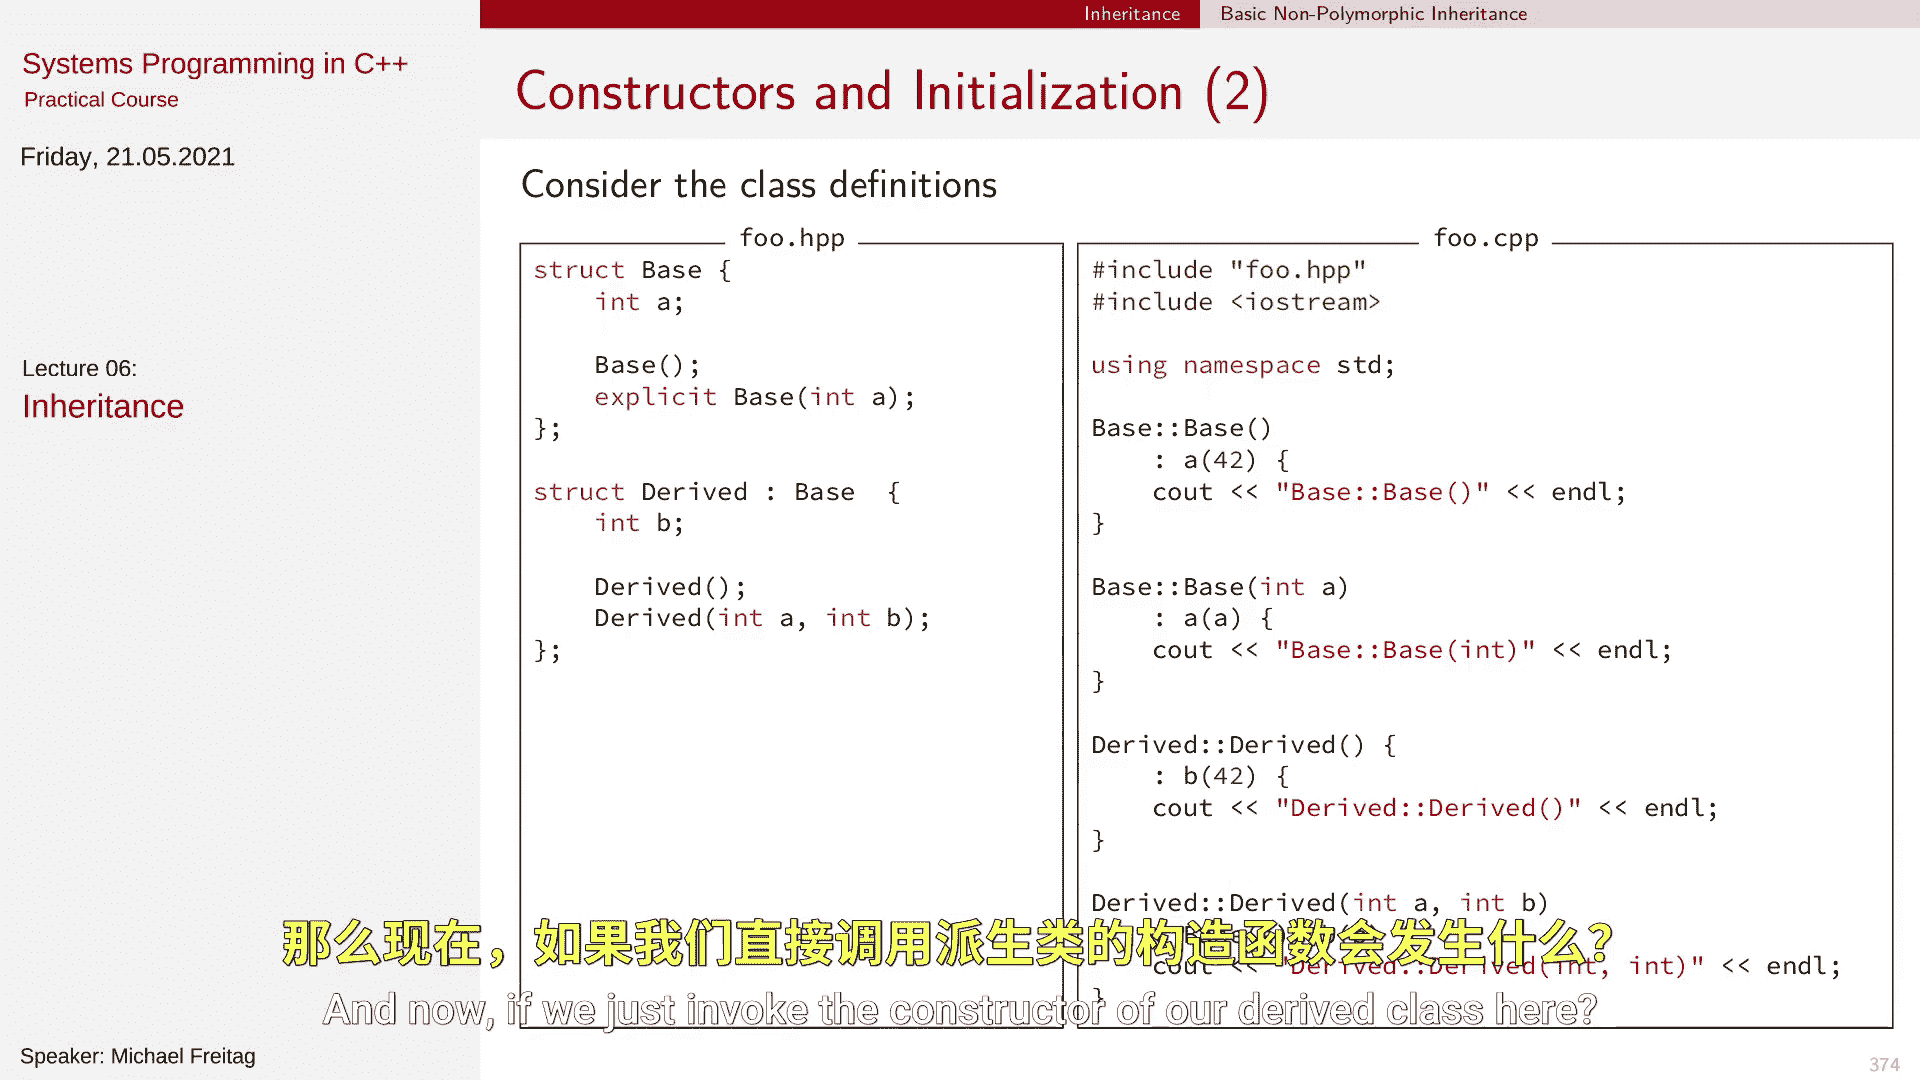 Inheritance
Basic Non-Polymorphic Inheritance
Systems Programming in C++
Practical Course
Friday, 21.05.2021
Lecture 06:
Inheritance
Speaker: Michael Freitag
Constructors and Initialization (2)
Consider the class definitions
foo.hpp
struct Base {
    int a;
    Base();
    explicit Base(int a);
};
struct Derived : Base  {
    int b;
    Derived();
    Derived(int a, int b);
};
foo.cpp
#include "foo.hpp"
#include <iostream>
using namespace std;
Base::Base()
    : a(42) {
    cout << "Base::Base()" << endl;
}
Base::Base(int a)
    : a(a) {
    cout << "Base::Base(int)" << endl;
}
Derived::Derived() {
    : b(42) {
    cout << "Derived::Derived()" << endl;
}
Derived::Derived(int a, int b)
    cout << "Derived::Derived(int, int)" << endl;
}
那么现在，如果我们直接调用派生类的构造函数会发生什么？
And now, if we just invoke the constructor of our derived class here?
374